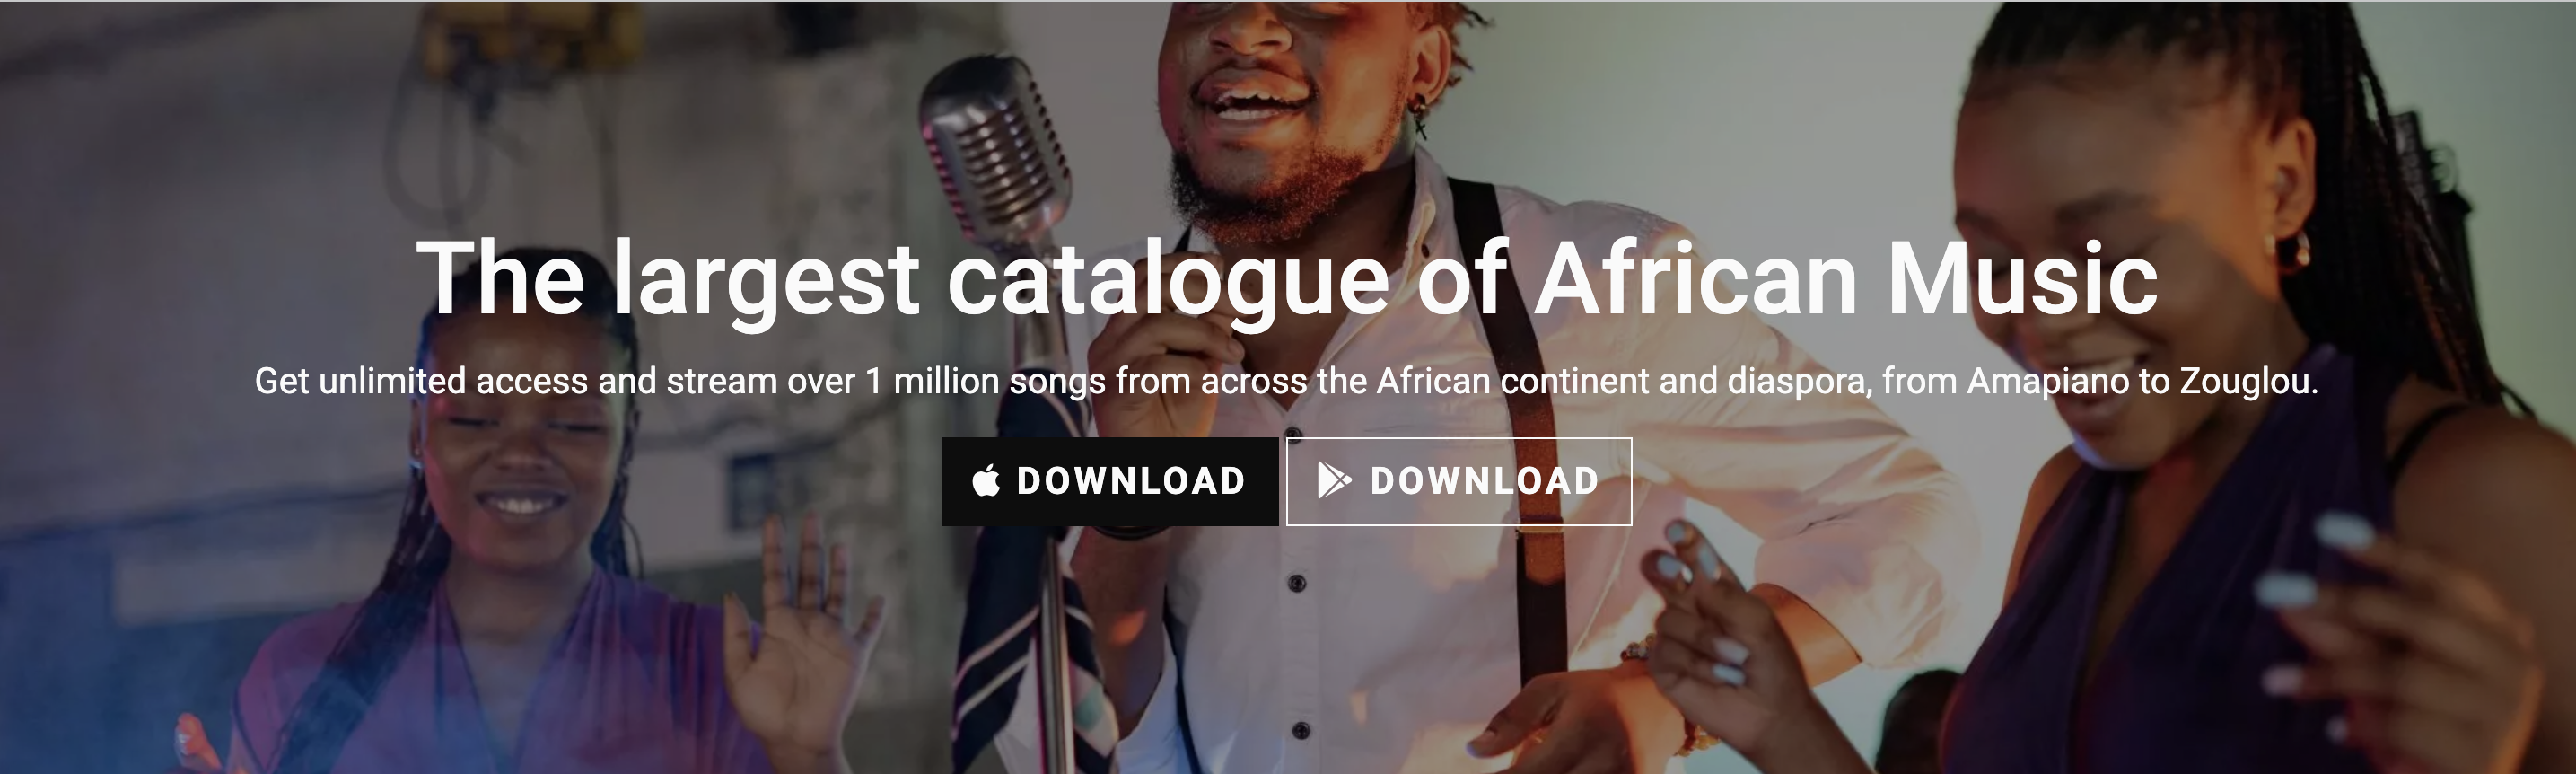 The largest catalogue of African Music
Get unlimited access and stream over 1 million songs from across the African continent and diaspora, from Amapiano to Zouglou.
DOWNLOAD DOWNLOAD